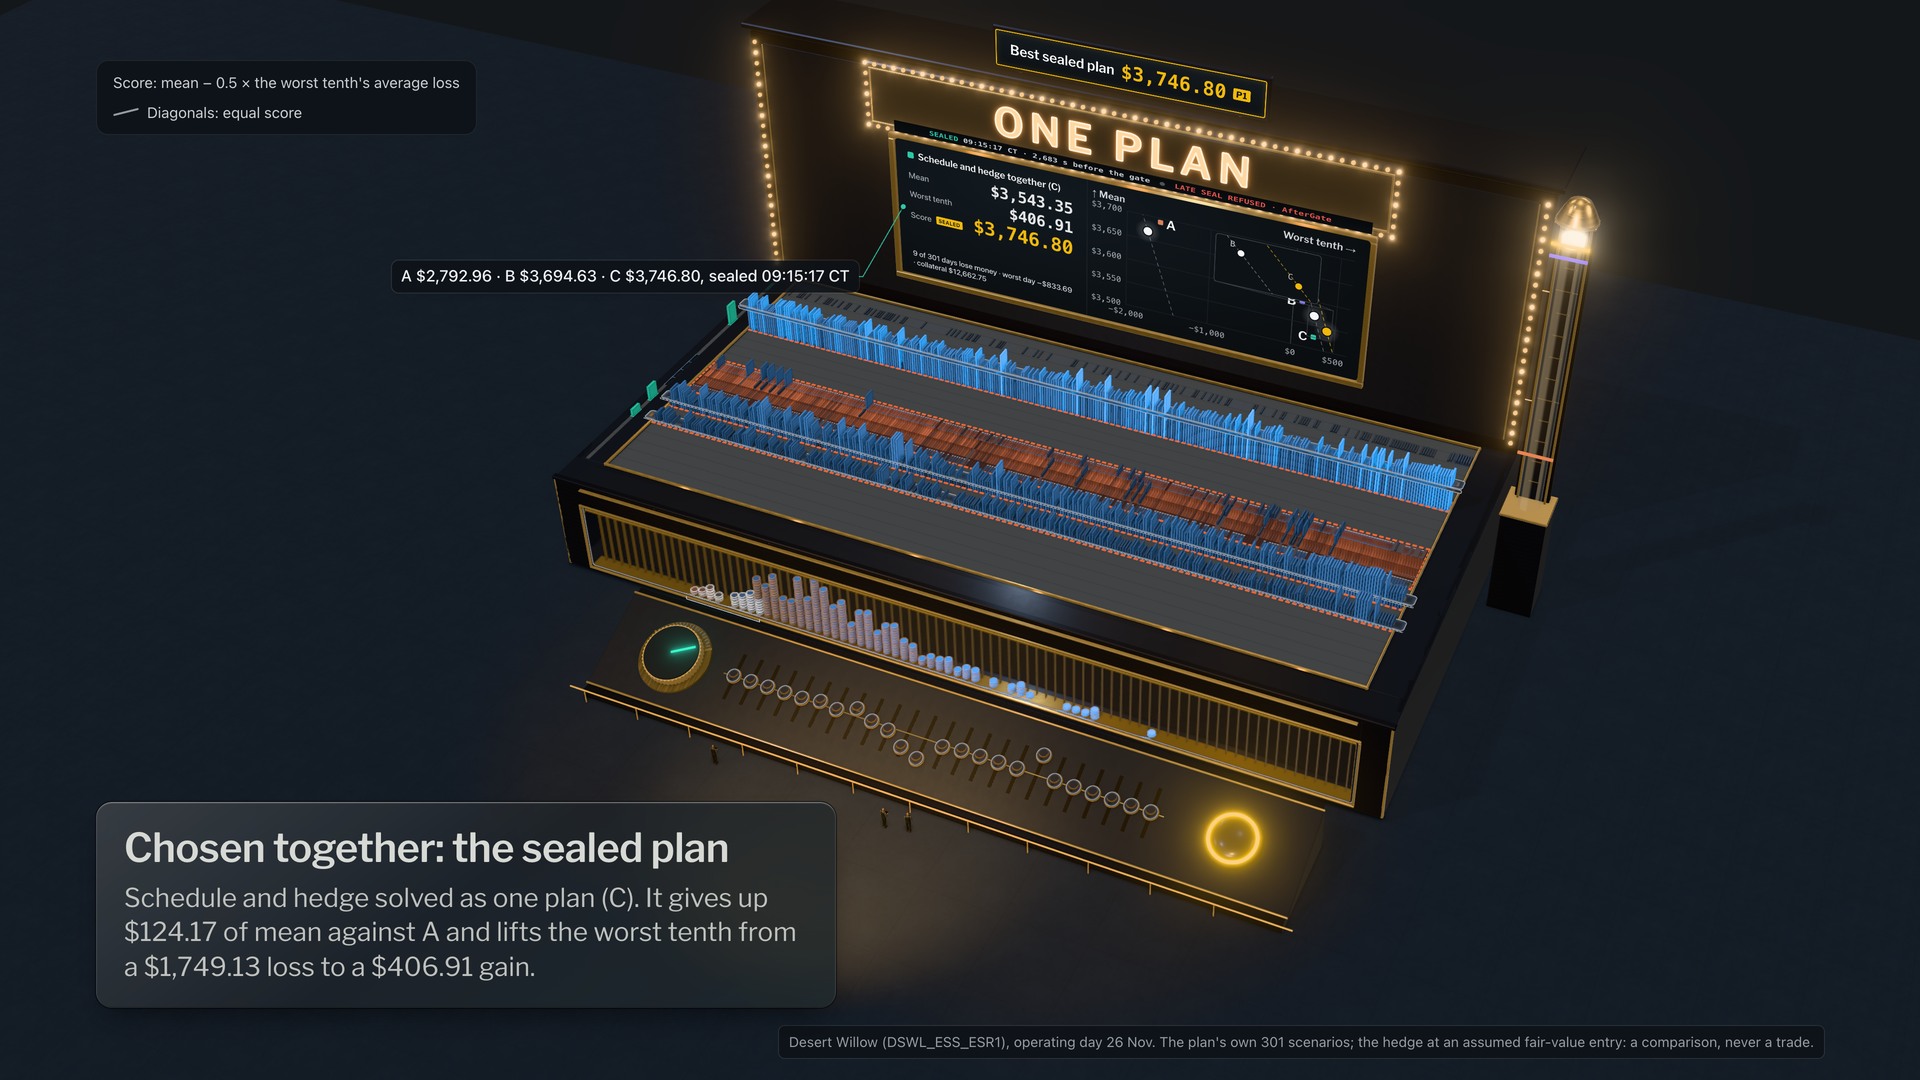 Score: mean – 0.5 × the worst tenth's average loss
Diagonals: equal score
Best sealed plan $3,746.80 P1
ONE PLAN
SEALED 09:15:17 CT · 2,683 s before the gate
LATE SEAL REFUSED · AfterGate
Schedule and hedge together (C)
Mean $3,543.35
Worst tenth $406.91
Score SEALED $3,746.80
9 of 301 days lose money · worst day −$833.69
· collateral $12,662.75
↑ Mean
$3,700
$3,650
$3,600
$3,550
$3,500
A
B
C
C
Worst tenth →
−$2,000
−$1,000
$0
$500
A $2,792.96 · B $3,694.63 · C $3,746.80, sealed 09:15:17 CT
Chosen together: the sealed plan
Schedule and hedge solved as one plan (C). It gives up
$124.17 of mean against A and lifts the worst tenth from
a $1,749.13 loss to a $406.91 gain.
Desert Willow (DSWL_ESS_ESR1), operating day 26 Nov. The plan's own 301 scenarios; the hedge at an assumed fair-value entry: a comparison, never a trade.